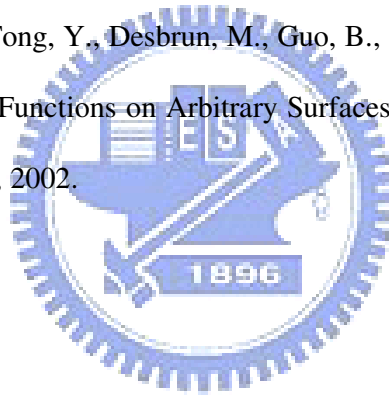 Tong, Y., Desbrun, M., Guo, B.,
Functions on Arbitrary Surfaces
, 2002.
ES
A
1896